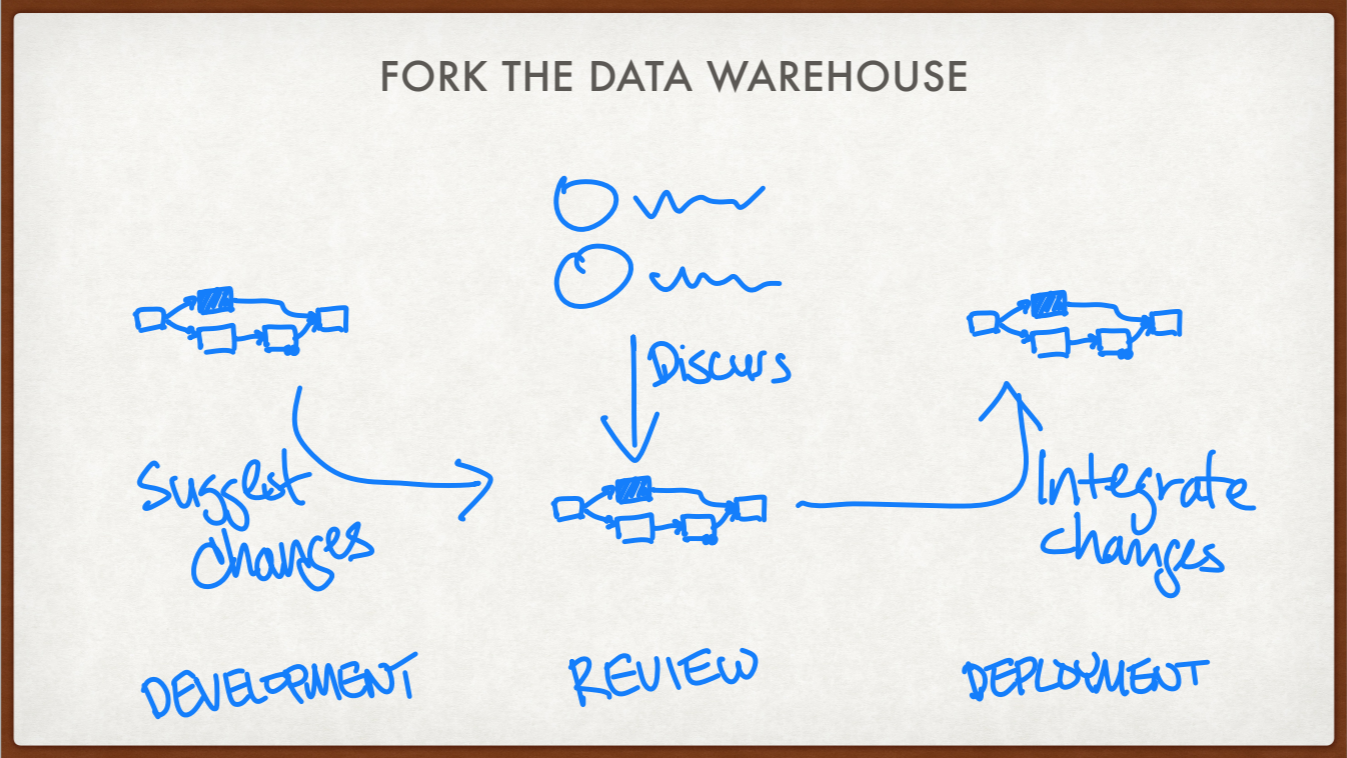 FORK THE DATA WAREHOUSE
Discuss
Suggest
changes
Integrate
changes
DEVELOPMENT
REVIEW
DEPLOYMENT